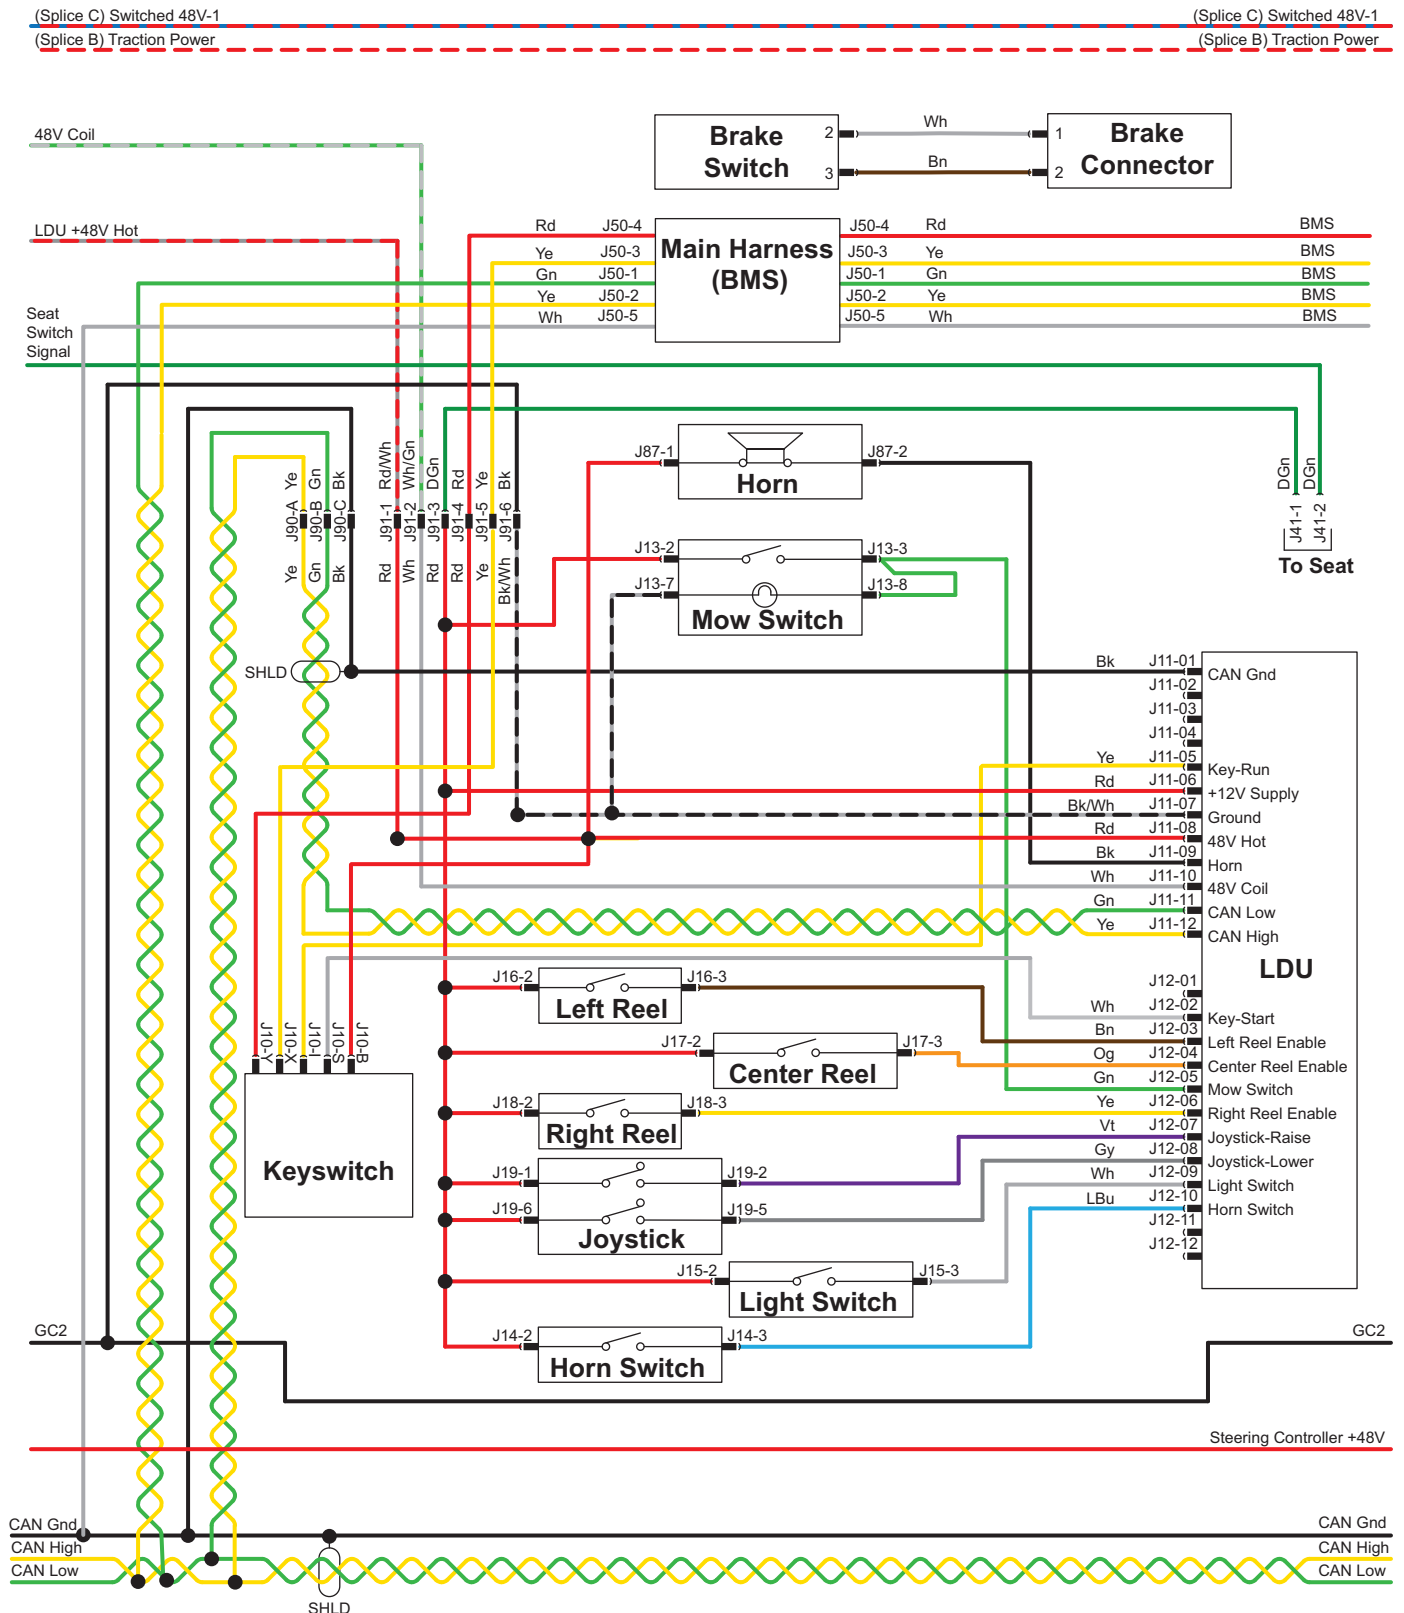 (Splice C) Switched 48V-1
(Splice C) Switched 48V-1
(Splice B) Traction Power
(Splice B) Traction Power
48V Coil
Brake
Switch
2
3
Wh
Bn
1
2
Brake
Connector
LDU +48V Hot
Rd J50-4
Ye J50-3
Gn J50-1
Ye J50-2
Wh J50-5
Main Harness
(BMS)
J50-4 Rd BMS
J50-3 Ye BMS
J50-1 Gn BMS
J50-2 Ye BMS
J50-5 Wh BMS
Seat
Switch
Signal
Ye J90-A Ye
Gn J90-B Gn
Bk J90-C Bk
Rd/Wh J91-1 Rd
Wh/Gn J91-2 Wh
DGn J91-3 Rd
Rd J91-4 Rd
Ye J91-5 Ye
Bk J91-6 Bk/Wh
J87-1
J87-2
Horn
DGn J41-1
DGn J41-2
To Seat
J13-2
J13-3
J13-7
J13-8
Mow Switch
SHLD
Bk J11-01 CAN Gnd
J11-02
J11-03
J11-04
Ye J11-05 Key-Run
Rd J11-06 +12V Supply
Bk/Wh J11-07 Ground
Rd J11-08 48V Hot
Bk J11-09 Horn
Wh J11-10 48V Coil
Gn J11-11 CAN Low
Ye J11-12 CAN High
LDU
J12-01
Wh J12-02 Key-Start
Bn J12-03 Left Reel Enable
Og J12-04 Center Reel Enable
Gn J12-05 Mow Switch
Ye J12-06 Right Reel Enable
Vt J12-07 Joystick-Raise
Gy J12-08 Joystick-Lower
Wh J12-09 Light Switch
LBu J12-10 Horn Switch
J12-11
J12-12
J16-2
J16-3
Left Reel
J17-2
J17-3
Center Reel
J18-2
J18-3
Right Reel
J19-1
J19-2
J19-6
J19-5
Joystick
J15-2
J15-3
Light Switch
J14-2
J14-3
Horn Switch
J10-Y
J10-X
J10-I
J10-S
J10-B
Keyswitch
GC2
GC2
Steering Controller +48V
CAN Gnd
CAN Gnd
CAN High
CAN High
CAN Low
CAN Low
SHLD